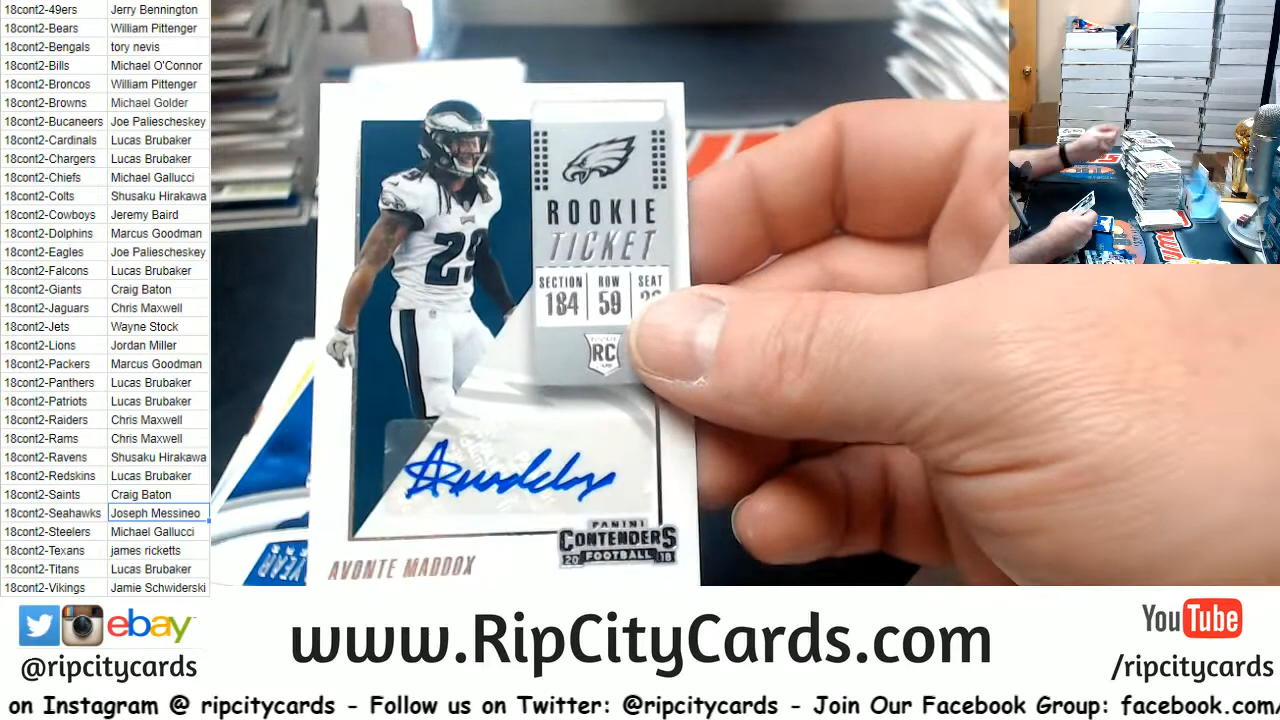 18cont2-49ers Jerry Bennington
18cont2-Bears William Pittenger
18cont2-Bengals tory nevis
18cont2-Bills Michael O'Connor
18cont2-Broncos William Pittenger
18cont2-Browns Michael Golder
18cont2-Bucaneers Joe Paliescheskey
18cont2-Cardinals Lucas Brubaker
18cont2-Chargers Lucas Brubaker
18cont2-Chiefs Michael Gallucci
18cont2-Colts Shusaku Hirakawa
18cont2-Cowboys Jeremy Baird
18cont2-Dolphins Marcus Goodman
18cont2-Eagles Joe Paliescheskey
18cont2-Falcons Lucas Brubaker
18cont2-Giants Craig Baton
18cont2-Jaguars Chris Maxwell
18cont2-Jets Wayne Stock
18cont2-Lions Jordan Miller
18cont2-Packers Marcus Goodman
18cont2-Panthers Lucas Brubaker
18cont2-Patriots Lucas Brubaker
18cont2-Raiders Chris Maxwell
18cont2-Rams Chris Maxwell
18cont2-Ravens Shusaku Hirakawa
18cont2-Redskins Lucas Brubaker
18cont2-Saints Craig Baton
18cont2-Seahawks Joseph Messineo
18cont2-Steelers Michael Gallucci
18cont2-Texans james ricketts
18cont2-Titans Lucas Brubaker
18cont2-Vikings Jamie Schwiderski
ROOKIE
TICKET
SECTION ROW SEAT
184 59
RC
29
PANINI
CONTENDERS
FOOTBALL
20 18
AVONTE MADDOX
YEAR
ebay
@ripcitycards
www.RipCityCards.com
YouTube
/ripcitycards
on Instagram @ ripcitycards - Follow us on Twitter: @ripcitycards - Join Our Facebook Group: facebook.com/